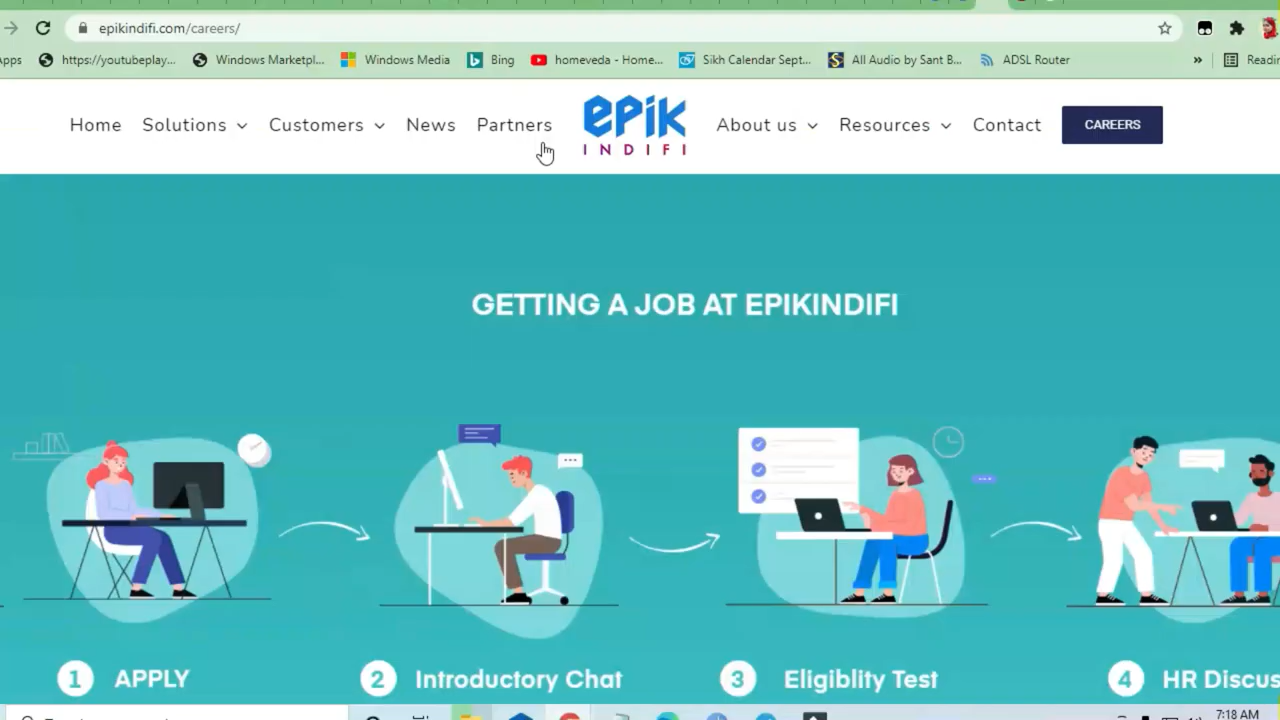 epikindifi.com/careers/
https://youtubeplay...
Windows Marketpl...
Windows Media
Bing
homeveda - Home...
Sikh Calendar Sept...
All Audio by Sant B...
ADSL Router
»
Home
Solutions
Customers
News
Partners
epik
INDIFI
About us
Resources
Contact
CAREERS
GETTING A JOB AT EPIKINDIFI
1 APPLY
2 Introductory Chat
3 Eligiblity Test
4 HR Discus
7:18 AM